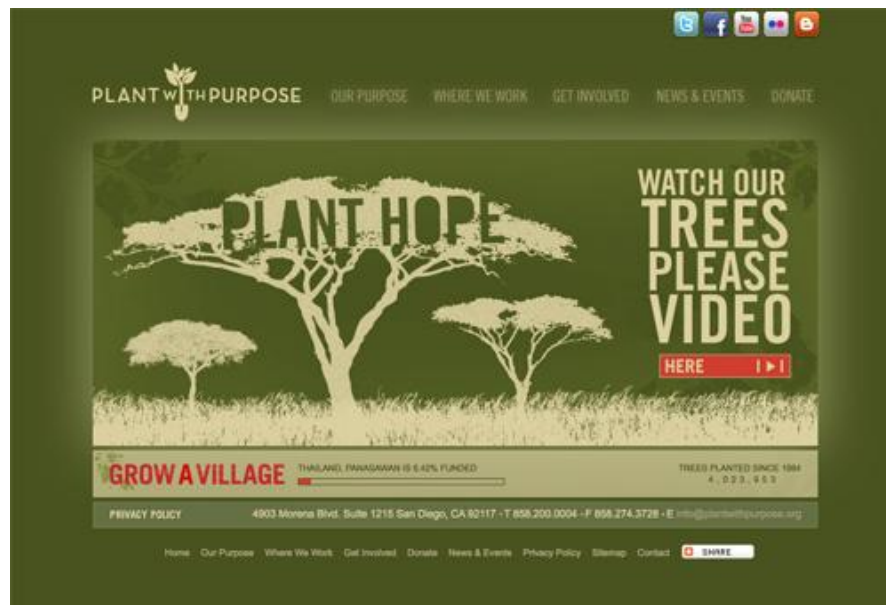 PLANT WITH PURPOSE
OUR PURPOSE WHERE WE WORK GET INVOLVED NEWS & EVENTS DONATE
PLANT HOPE
WATCH OUR
TREES
PLEASE
VIDEO
HERE
GROW A VILLAGE
THAILAND, PANASAWAN IS 6.42% FUNDED
TREES PLANTED SINCE 1984
PRIVACY POLICY 4903 Morena Blvd. Suite 1215 San Diego, CA 92117 - T 858.200.0004 - F 858.274.3728 - E info@plantwithpurpose.org
Home Our Purpose Where We Work Get Involved Donate News & Events Privacy Policy Sitemap Contact SHARE